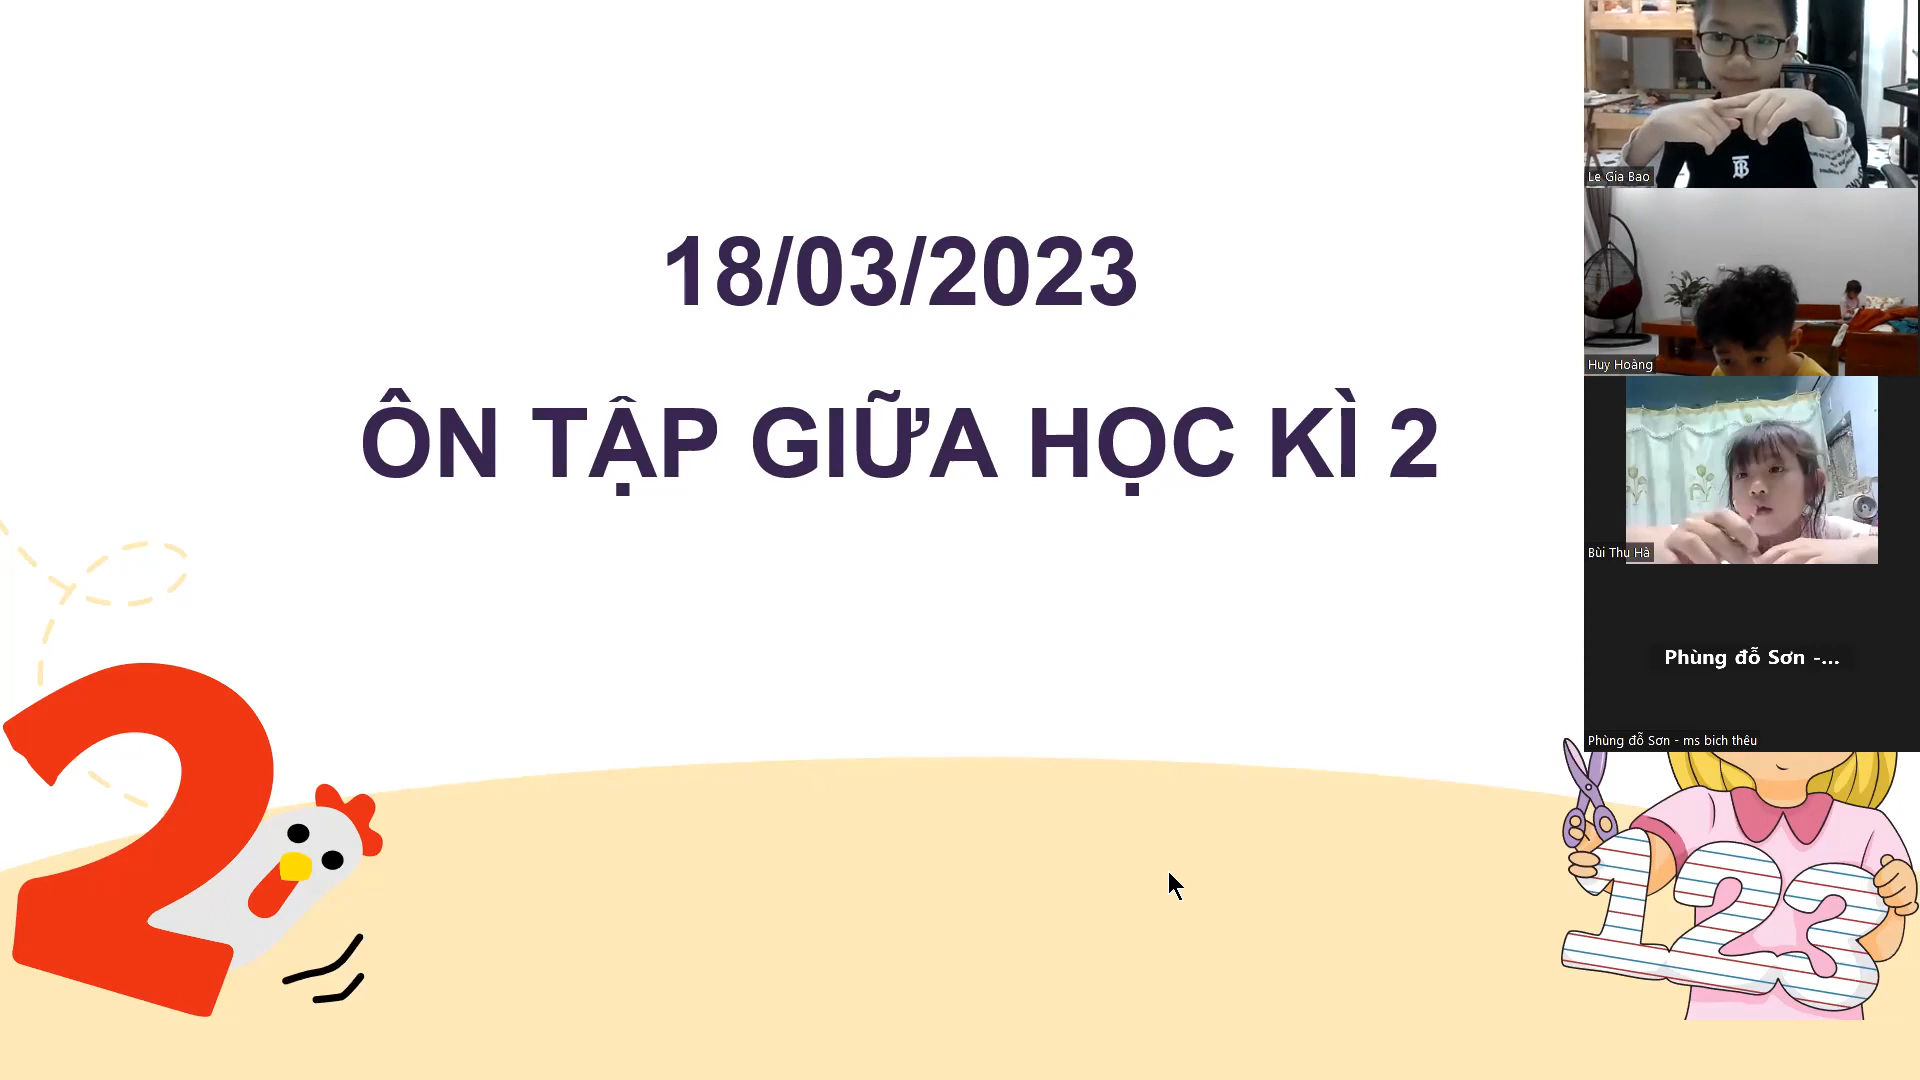 18/03/2023
ÔN TẬP GIỮA HỌC KÌ 2
Le Gia Bao
Huy Hoàng
Bùi Thu Hà
Phùng đỗ Sơn -...
Phùng đỗ Sơn - ms bich thêu
2
123